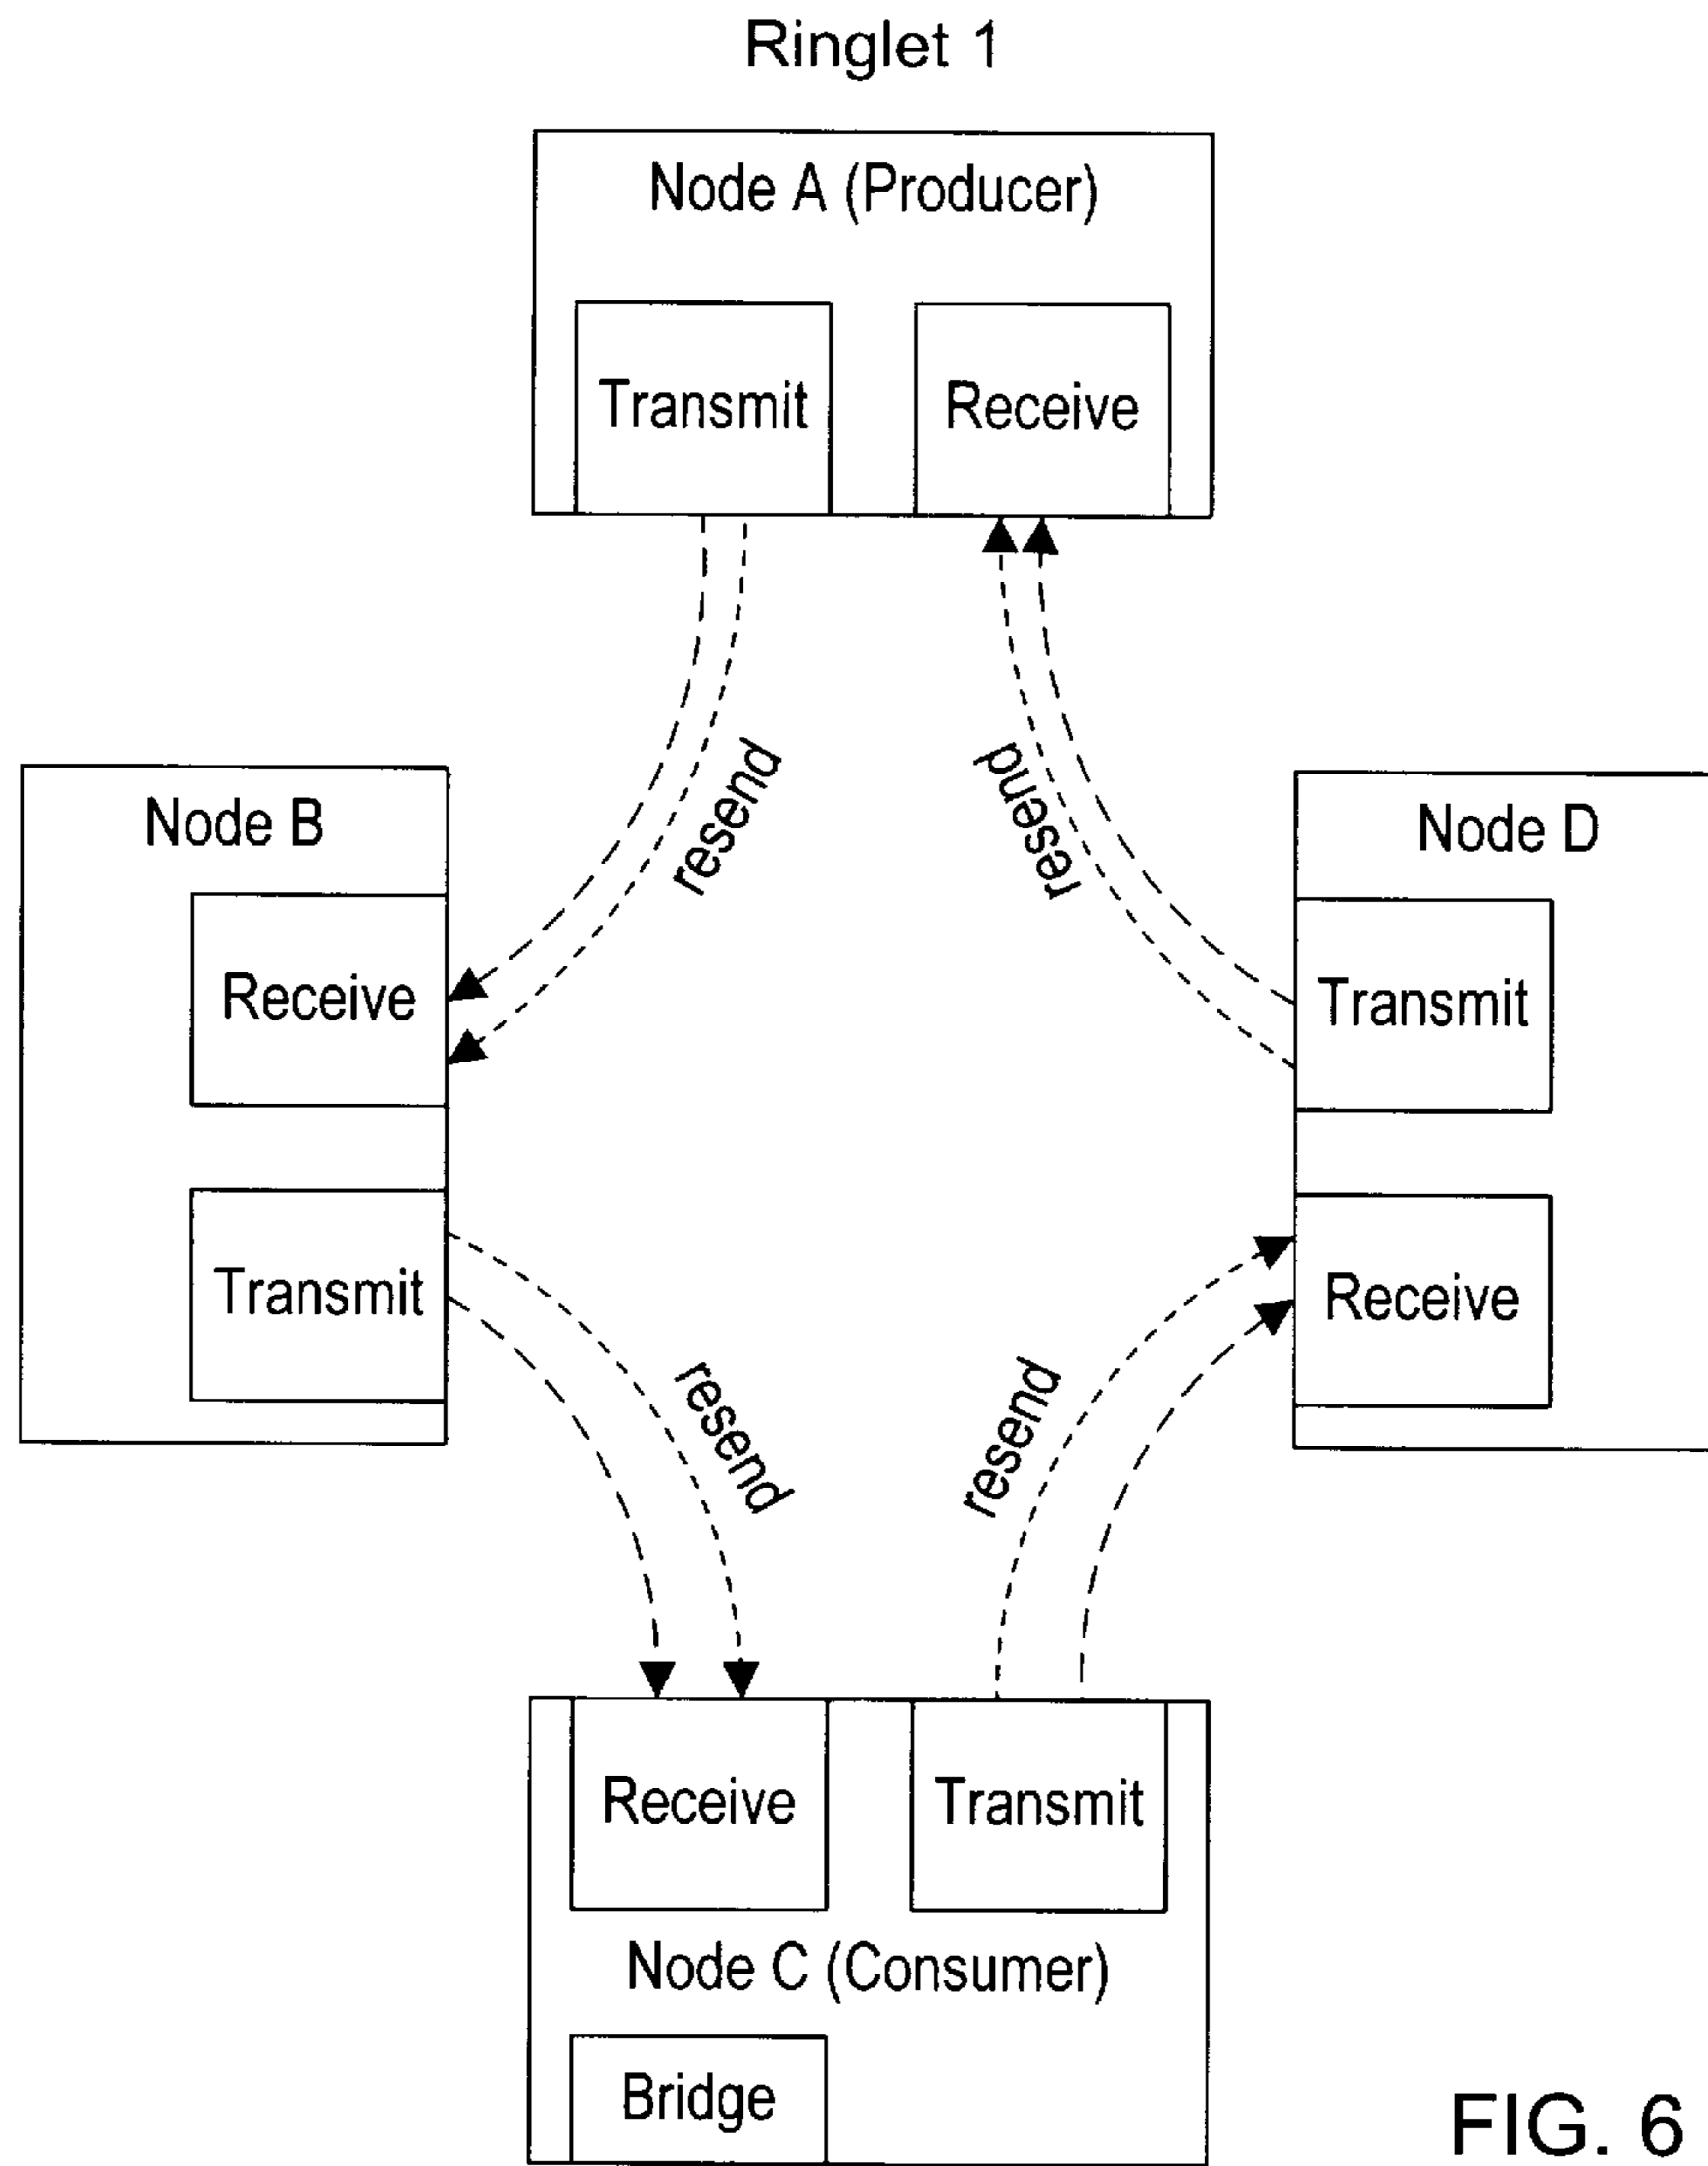 Ringlet 1
Node A (Producer)
Transmit
Receive
resend
resend
Node B
Node D
Receive
Transmit
Transmit
Receive
resend
resend
Receive
Transmit
Node C (Consumer)
Bridge
FIG. 6